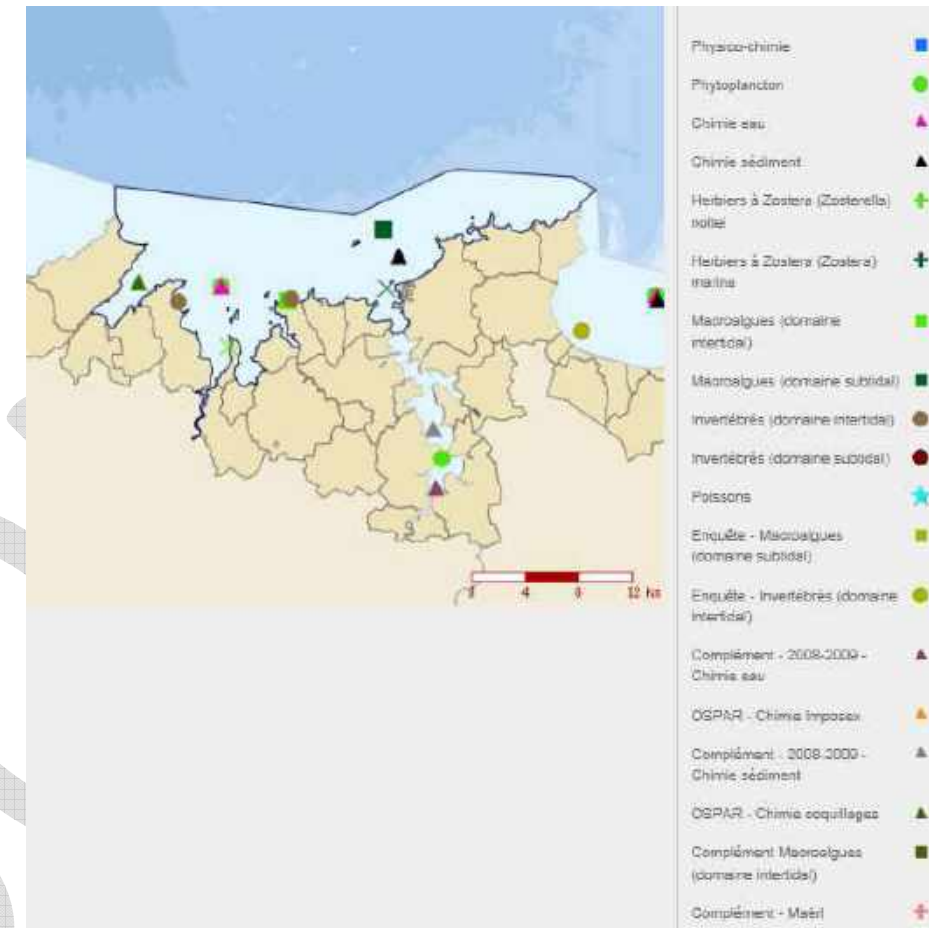 Physico-chimie
Phytoplancton
Chimie eau
Chimie sédiment
Herbiers à Zostera (Zosterella)
noltei
Herbiers à Zostera (Zostera)
marina
Macroalgues (domaine
intertidal)
Macroalgues (domaine subtidal)
Invertébrés (domaine intertidal)
Invertébrés (domaine subtidal)
Poissons
Enquête - Macroalgues
(domaine subtidal)
Enquête - Invertébrés (domaine
intertidal)
Complément - 2008-2009 -
Chimie eau
OSPAR - Chimie Imposex
Complément - 2008-2009 -
Chimie sédiment
OSPAR - Chimie coquillages
Complément Macroalgues
(domaine intertidal)
Complément - Maërl
4 8 12